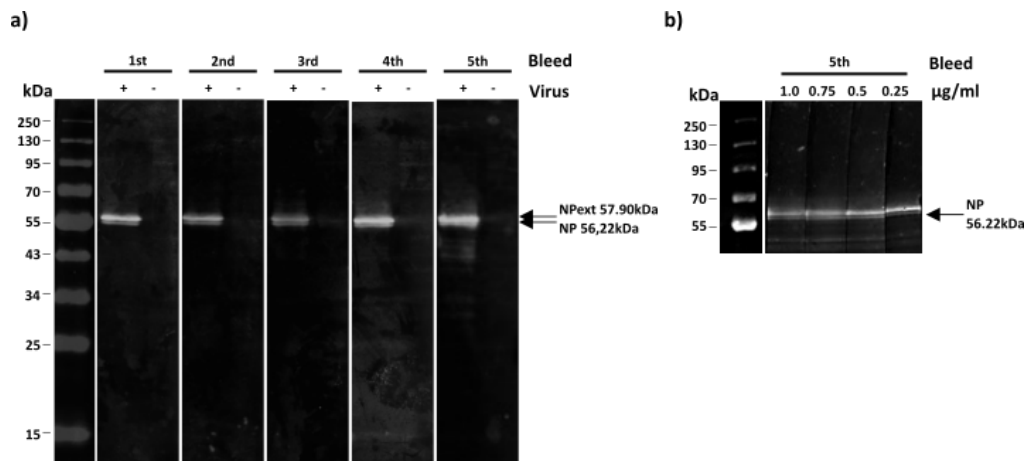 a)
1st 2nd 3rd 4th 5th Bleed
+ - + - + - + - + - Virus
kDa
250
130
95
70
55
43
34
25
15
NPext 57.90kDa
NP 56,22kDa
b)
5th Bleed
1.0 0.75 0.5 0.25 µg/ml
kDa
250
130
95
70
55
NP
56.22kDa